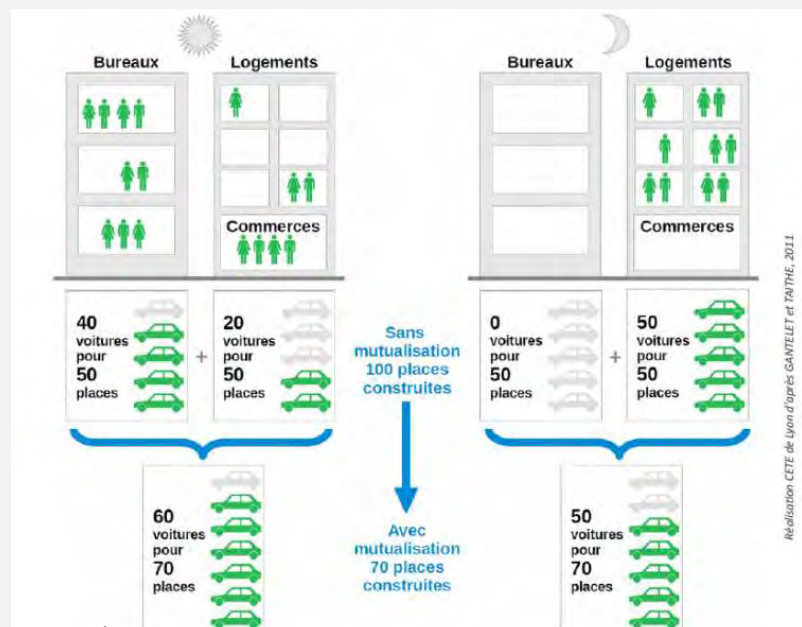 Bureaux
Logements
Commerces
40
voitures
pour
50
places
+
20
voitures
pour
50
places
60
voitures
pour
70
places
Sans
mutualisation
100 places
construites
Avec
mutualisation
70 places
construites
Bureaux
Logements
Commerces
0
voitures
pour
50
places
+
50
voitures
pour
50
places
50
voitures
pour
70
places
Réalisation CETE de Lyon d'après GANTELET et TAITHE, 2011